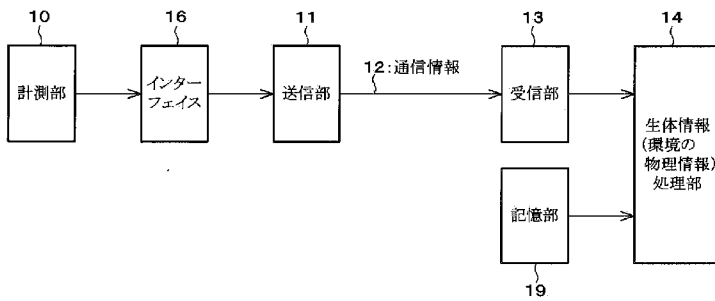 10
16
11
13
14
計測部
インター
フェイス
送信部
12:通信情報
受信部
生体情報
(環境の
物理情報)
処理部
記憶部
19